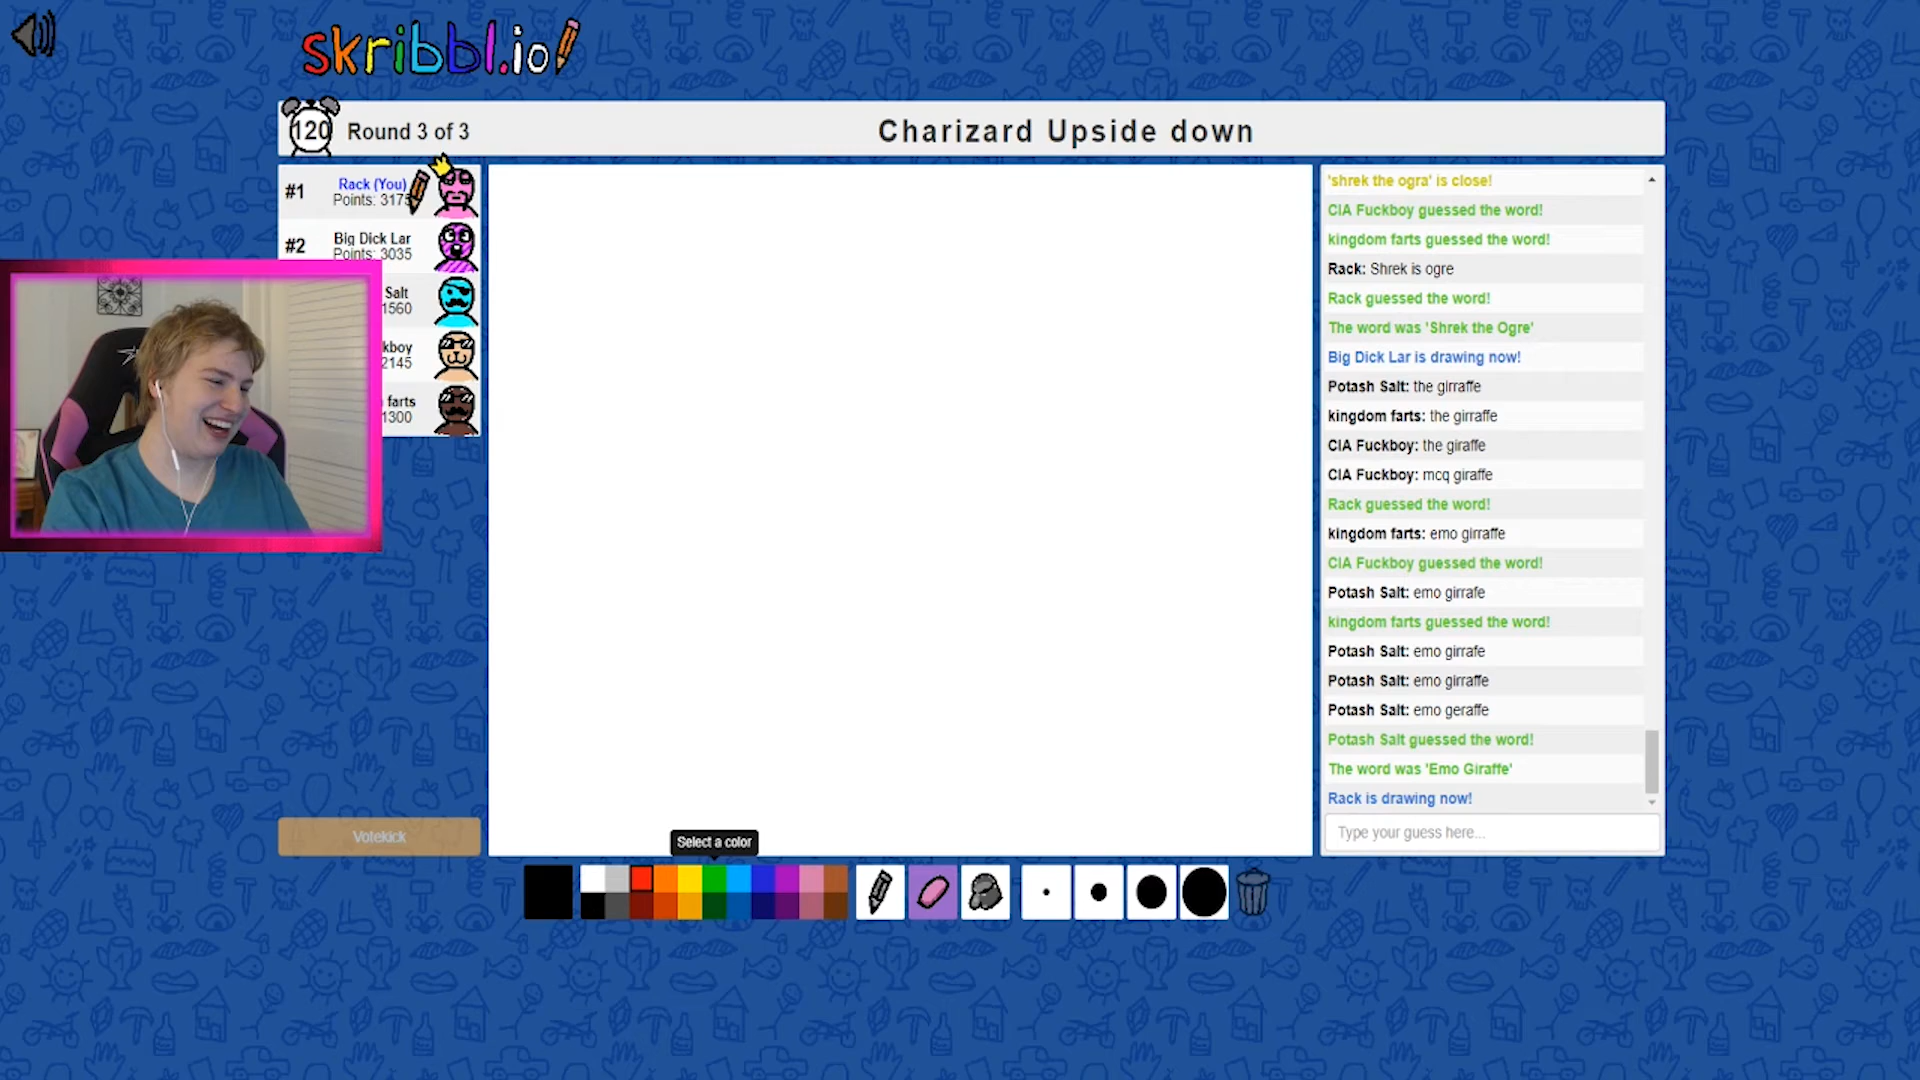 skribbl.io
120
Round 3 of 3
Charizard Upside down
#1
Rack (You)
Points: 3175
#2
Big Dick Lar
Points: 3035
Salt
1560
kboy
2145
farts
1300
Votekick
'shrek the ogra' is close!
CIA Fuckboy guessed the word!
kingdom farts guessed the word!
Rack: Shrek is ogre
Rack guessed the word!
The word was 'Shrek the Ogre'
Big Dick Lar is drawing now!
Potash Salt: the girraffe
kingdom farts: the girraffe
CIA Fuckboy: the giraffe
CIA Fuckboy: mcq giraffe
Rack guessed the word!
kingdom farts: emo girraffe
CIA Fuckboy guessed the word!
Potash Salt: emo girrafe
kingdom farts guessed the word!
Potash Salt: emo girrafe
Potash Salt: emo girraffe
Potash Salt: emo geraffe
Potash Salt guessed the word!
The word was 'Emo Giraffe'
Rack is drawing now!
Type your guess here...
Select a color